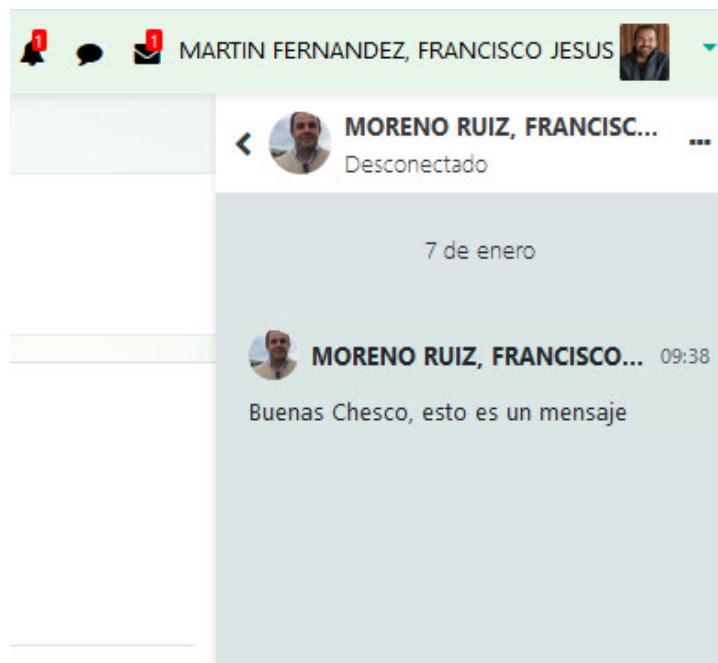 1 1 MARTIN FERNANDEZ, FRANCISCO JESUS
MORENO RUIZ, FRANCISC...
Desconectado
7 de enero
MORENO RUIZ, FRANCISCO... 09:38
Buenas Chesco, esto es un mensaje